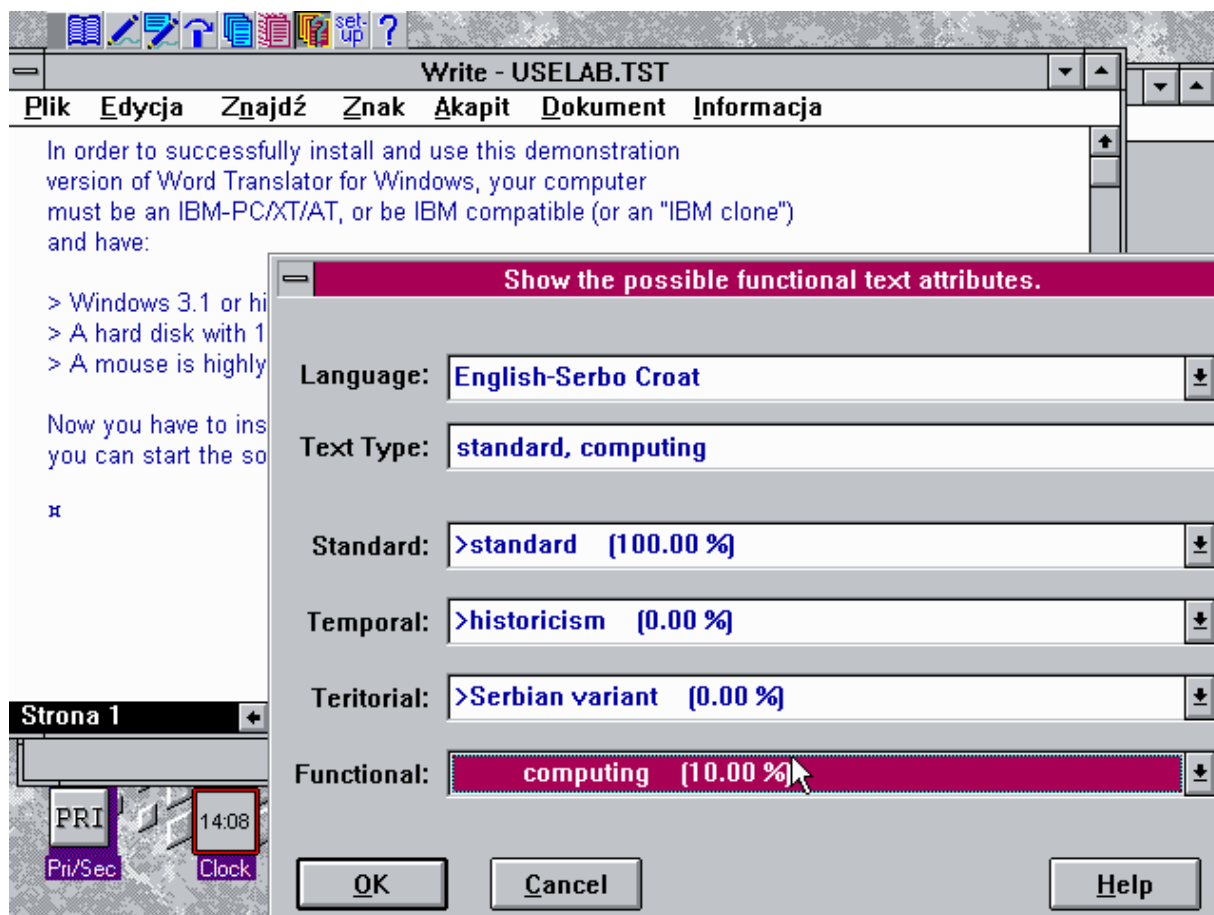 set-
up ?
Write - USELAB.TST
Plik Edycja Znajdź Znak Akapit Dokument Informacja
In order to successfully install and use this demonstration
version of Word Translator for Windows, your computer
must be an IBM-PC/XT/AT, or be IBM compatible (or an "IBM clone")
and have:
> Windows 3.1 or hi
> A hard disk with 1
> A mouse is highly
Now you have to ins
you can start the so
¤
Strona 1
Show the possible functional text attributes.
Language: English-Serbo Croat
Text Type: standard, computing
Standard: >standard (100.00 %)
Temporal: >historicism (0.00 %)
Teritorial: >Serbian variant (0.00 %)
Functional: computing (10.00 %)
OK Cancel Help
PRI
Pri/Sec
14:08
Clock